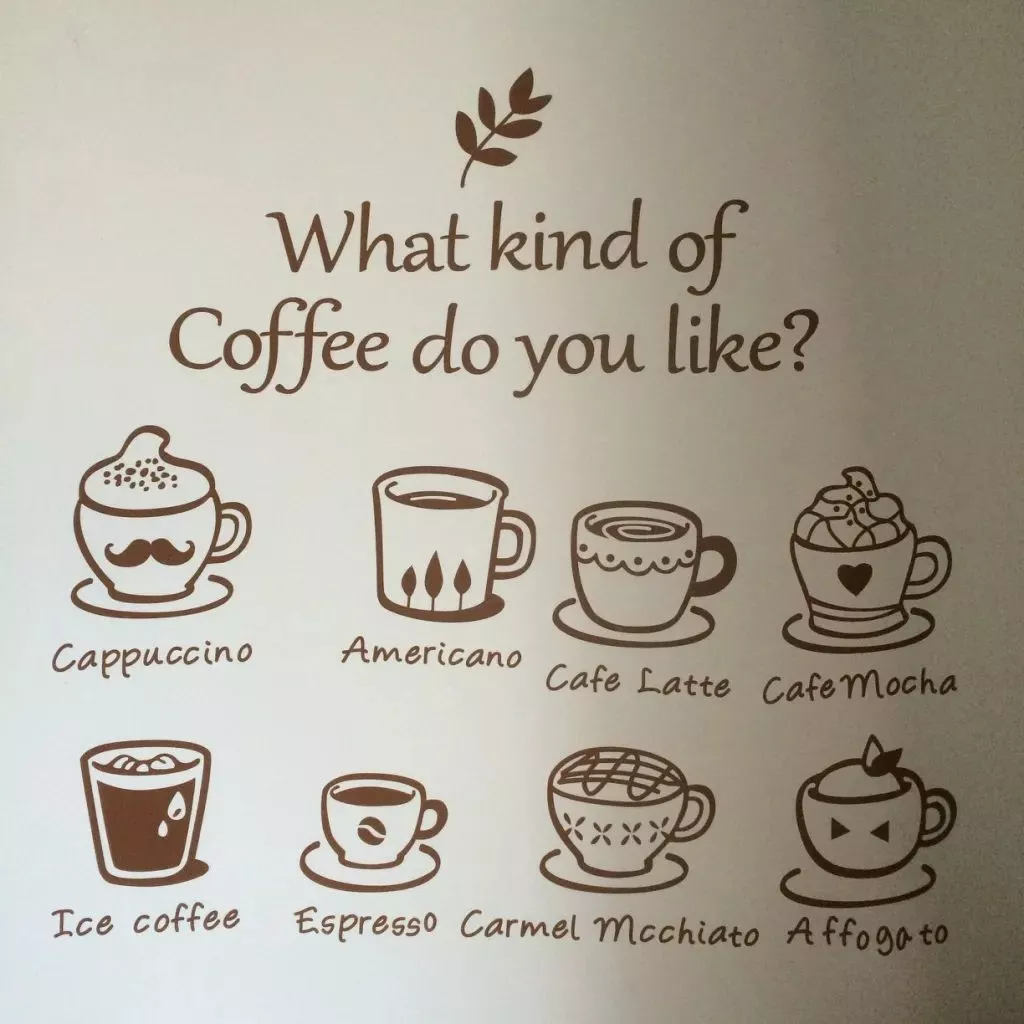 What kind of
Coffee do you like?
Cappuccino
Americano
Cafe Latte
Cafe Mocha
Ice coffee
Espresso
Carmel Mcchiato
Affogato